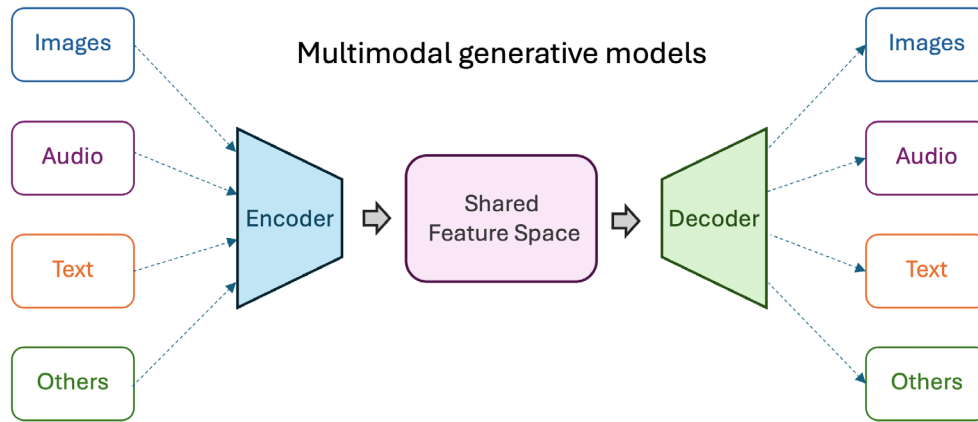 Multimodal generative models
Images
Audio
Text
Others
Encoder
Shared
Feature Space
Decoder
Images
Audio
Text
Others